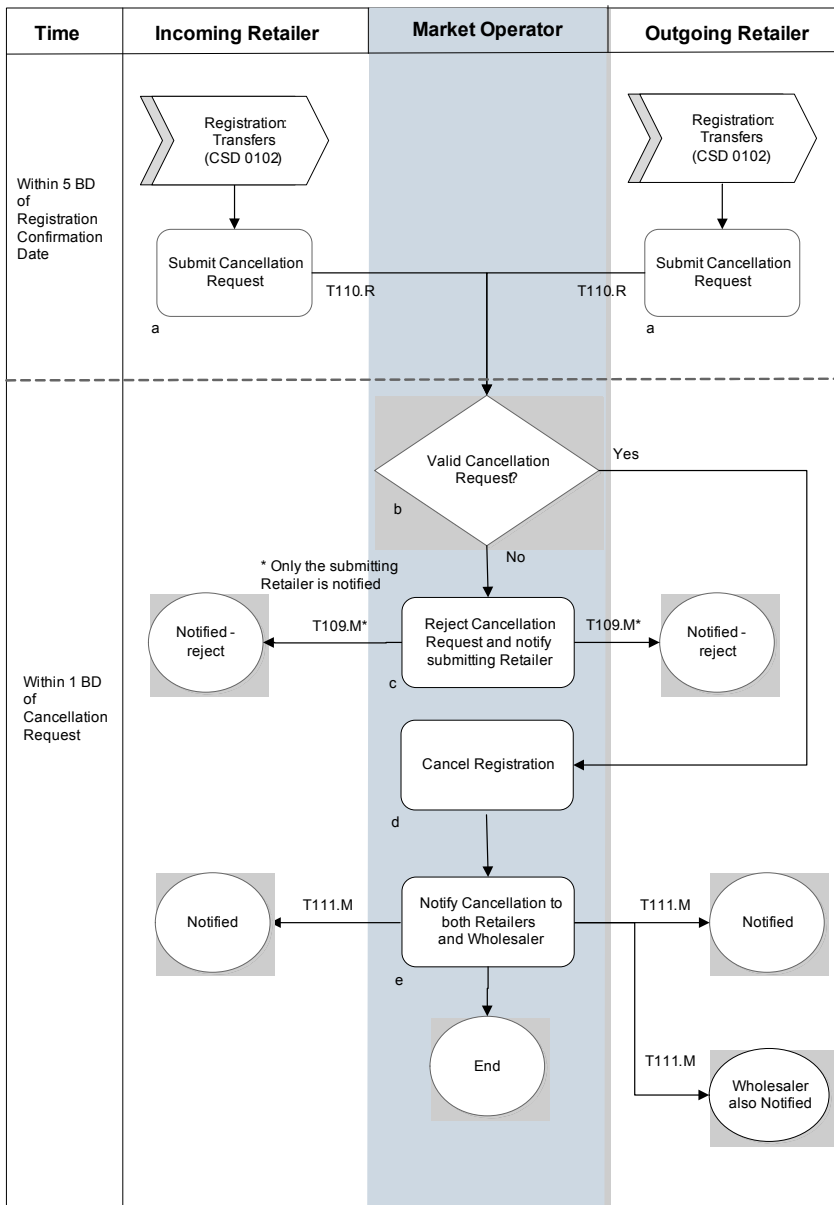 Time
Incoming Retailer
Market Operator
Outgoing Retailer
Within 5 BD
of
Registration
Confirmation
Date
Registration:
Transfers
(CSD 0102)
Registration:
Transfers
(CSD 0102)
Submit Cancellation
Request
a
T110.R
T110.R
Submit Cancellation
Request
a
Within 1 BD
of
Cancellation
Request
Valid Cancellation
Request?
b
Yes
No
* Only the submitting
Retailer is notified
Notified -
reject
T109.M*
Reject Cancellation
Request and notify
submitting Retailer
c
T109.M*
Notified -
reject
Cancel Registration
d
Notified
T111.M
Notify Cancellation to
both Retailers
and Wholesaler
e
T111.M
Notified
End
T111.M
Wholesaler
also Notified